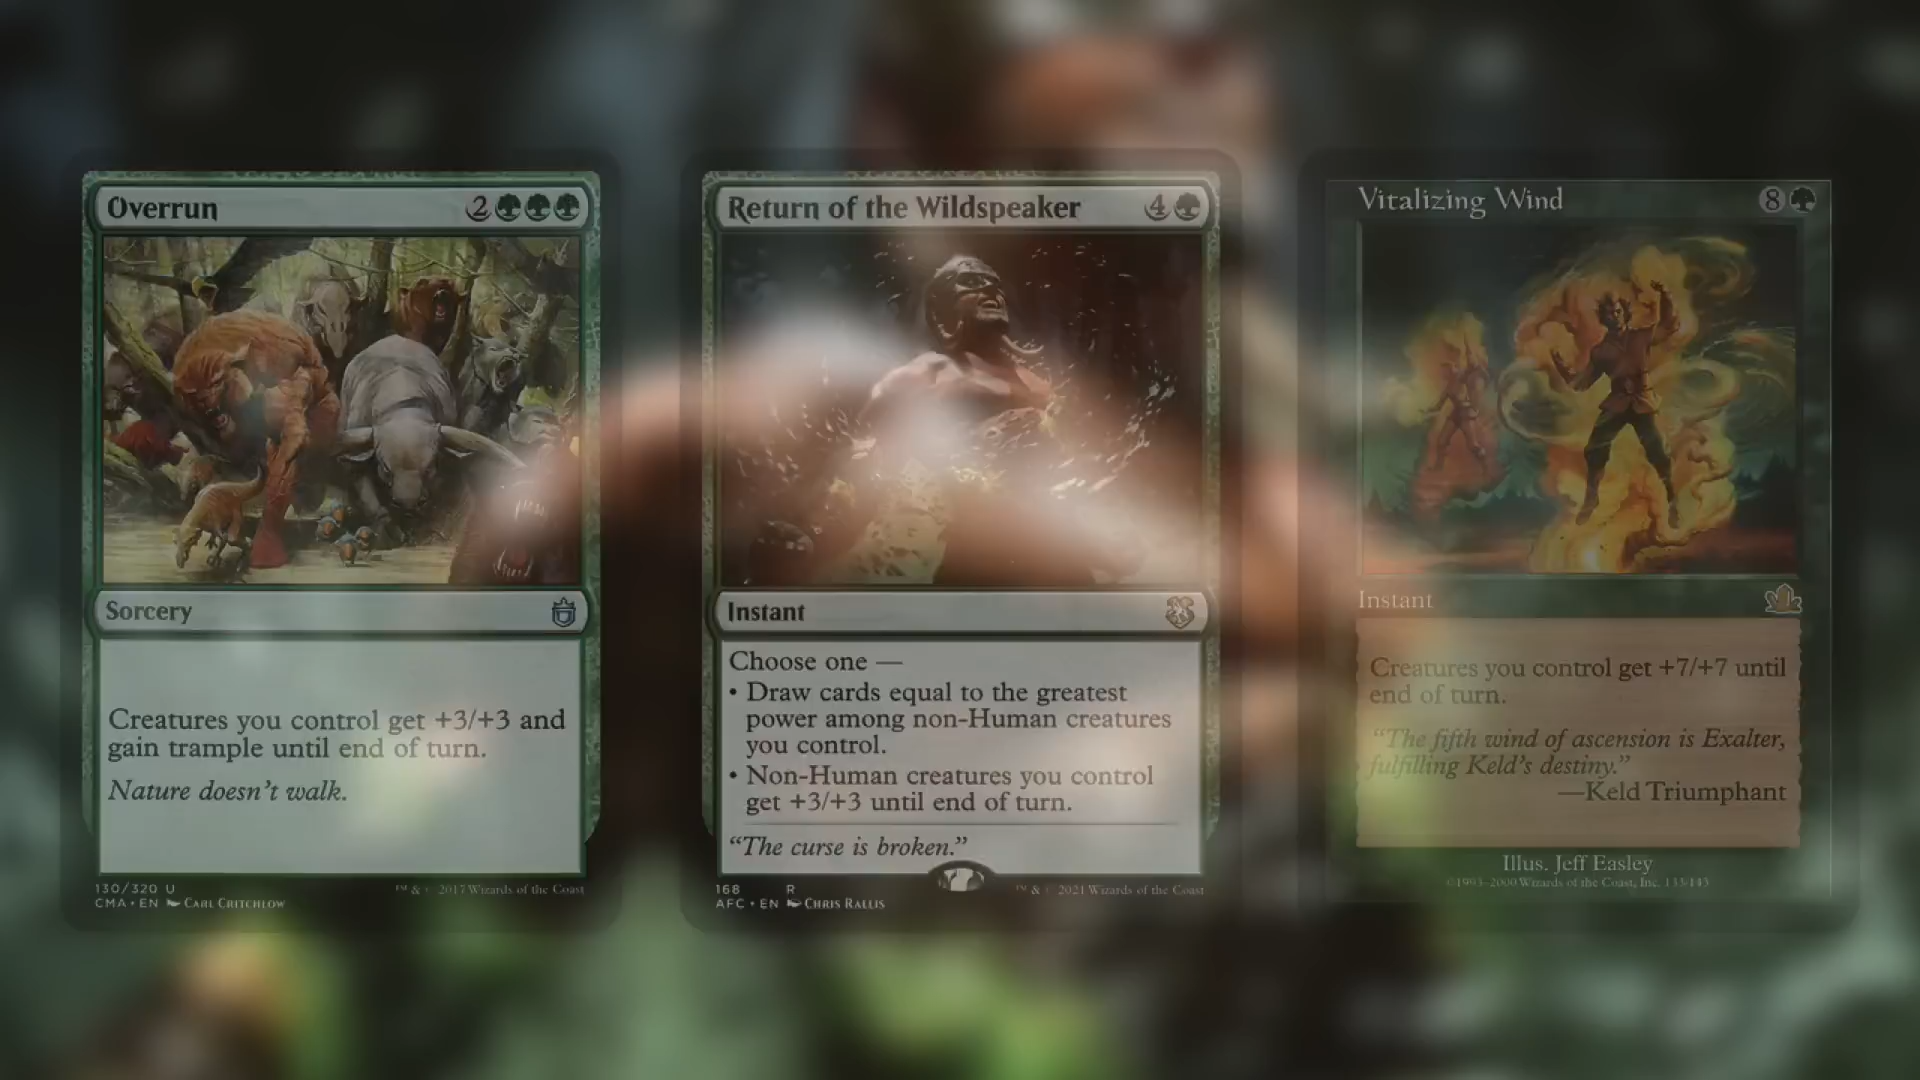 Overrun 2
Sorcery
Creatures you control get +3/+3 and
gain trample until end of turn.
Nature doesn't walk.
130/320 U
™ & © 2017 Wizards of the Coast
CMA • EN Carl Critchlow
Return of the Wildspeaker 4
Instant
Choose one —
• Draw cards equal to the greatest
power among non-Human creatures
you control.
• Non-Human creatures you control
get +3/+3 until end of turn.
"The curse is broken."
168 R
™ & © 2021 Wizards of the Coast
AFC • EN Chris Rallis
Vitalizing Wind 8
Instant
Creatures you control get +7/+7 until
end of turn.
"The fifth wind of ascension is Exalter,
fulfilling Keld's destiny."
—Keld Triumphant
Illus. Jeff Easley
©1993-2000 Wizards of the Coast, Inc. 133/143